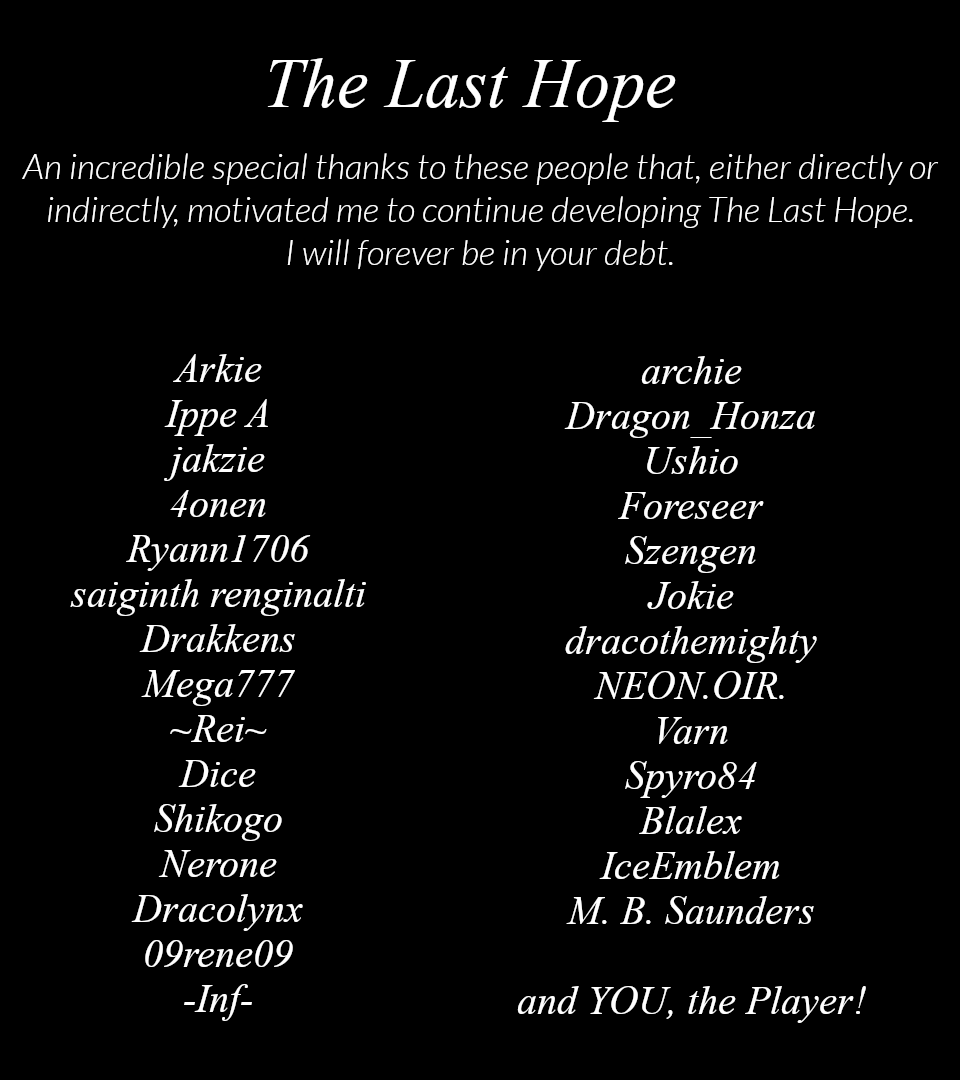 The Last Hope
An incredible special thanks to these people that, either directly or
indirectly, motivated me to continue developing The Last Hope.
I will forever be in your debt.
Arkie
Ippe A
jakzie
4onen
Ryann1706
saiginth renginalti
Drakkens
Mega777
~Rei~
Dice
Shikogo
Nerone
Dracolynx
09rene09
-Inf-
archie
Dragon_Honza
Ushio
Foreseer
Szengen
Jokie
dracothemighty
NEON.OIR.
Varn
Spyro84
Blalex
IceEmblem
M. B. Saunders
and YOU, the Player!